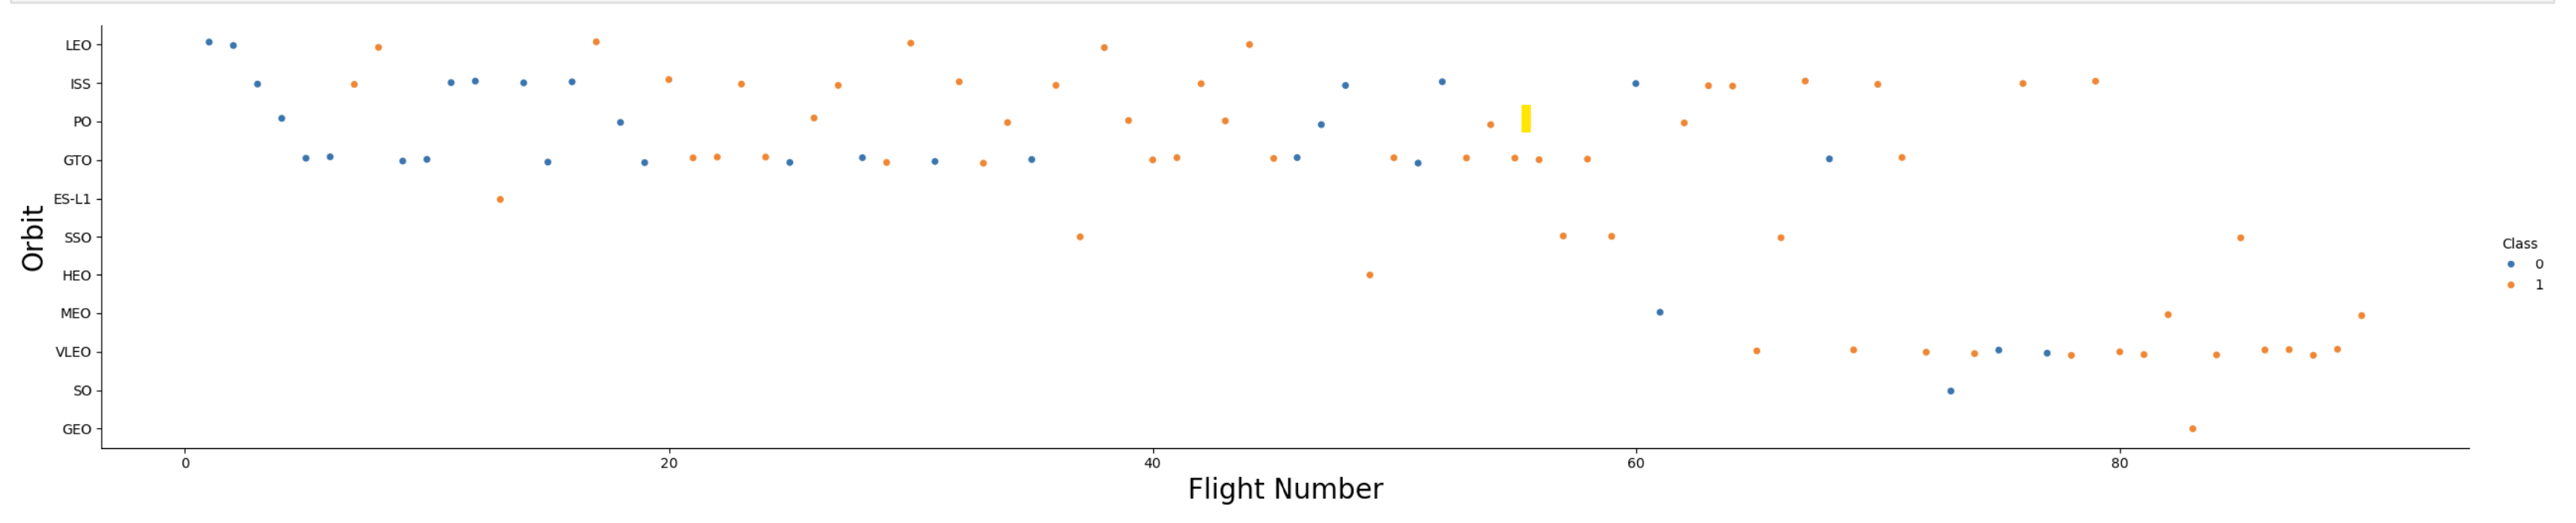 LEO
ISS
PO
GTO
ES-L1
SSO
HEO
MEO
VLEO
SO
GEO
Orbit
0 20 40 60 80
Flight Number
Class
0
1